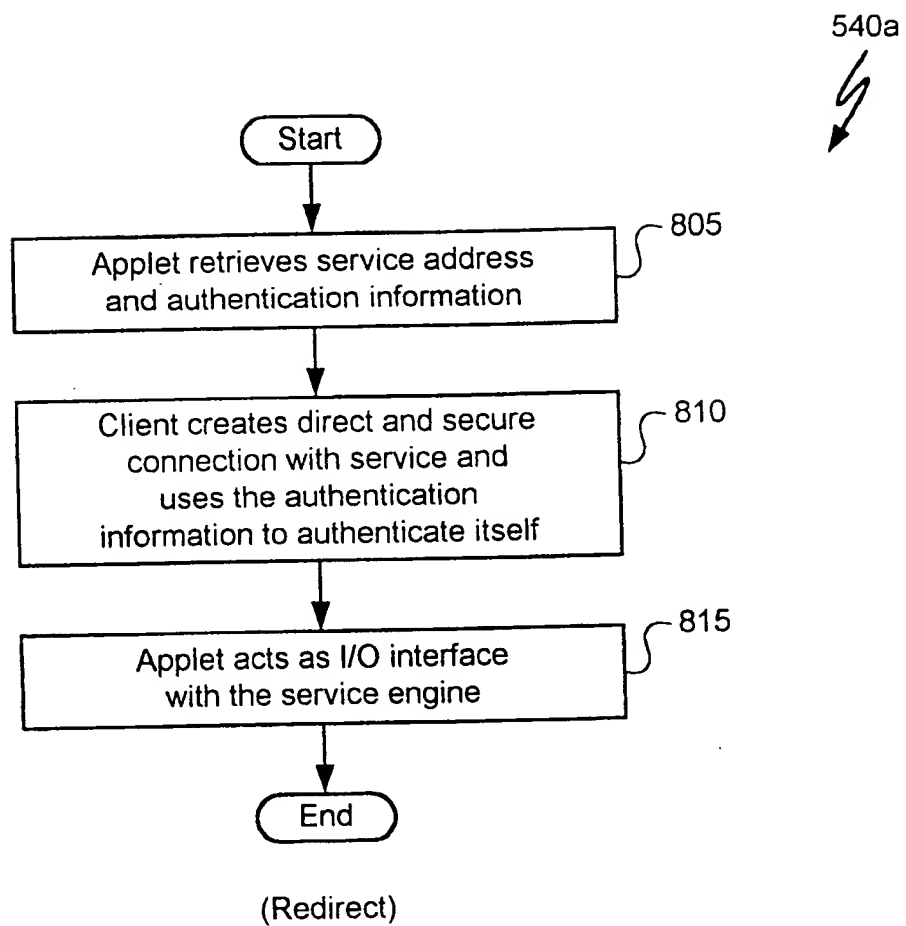 540a
Start
Applet retrieves service address
and authentication information
805
Client creates direct and secure
connection with service and
uses the authentication
information to authenticate itself
810
Applet acts as I/O interface
with the service engine
815
End
(Redirect)